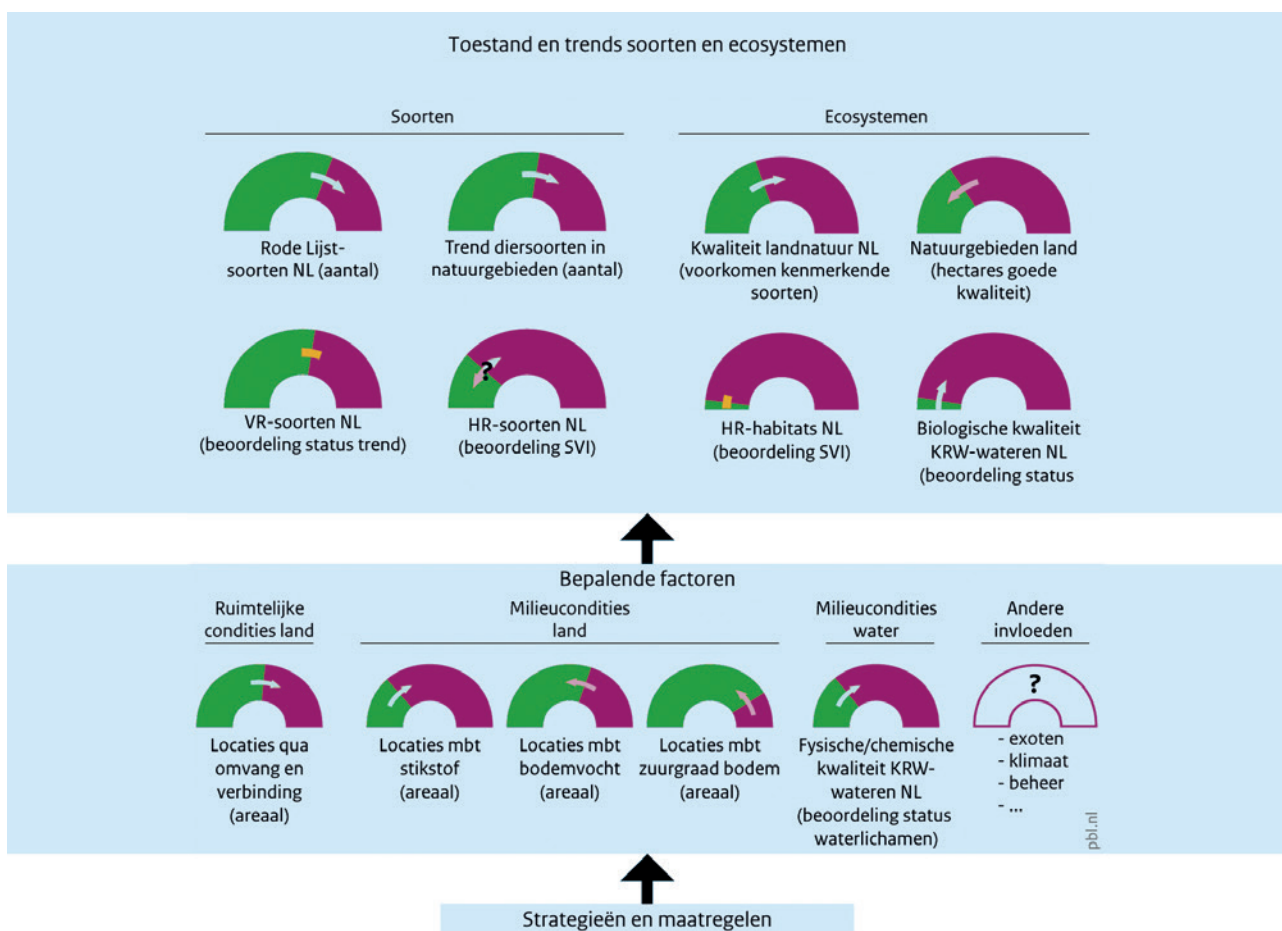 Toestand en trends soorten en ecosystemen
Soorten
Ecosystemen
Rode Lijst-
soorten NL (aantal)
Trend diersoorten in
natuurgebieden (aantal)
Kwaliteit landnatuur NL
(voorkomen kenmerkende
soorten)
Natuurgebieden land
(hectares goede
kwaliteit)
?
VR-soorten NL
(beoordeling status trend)
HR-soorten NL
(beoordeling SVI)
HR-habitats NL
(beoordeling SVI)
Biologische kwaliteit
KRW-wateren NL
(beoordeling status
Bepalende factoren
Ruimtelijke
condities land
Milieucondities
land
Milieucondities
water
Andere
invloeden
?
Locaties qua
omvang en
verbinding
(areaal)
Locaties mbt
stikstof
(areaal)
Locaties mbt
bodemvocht
(areaal)
Locaties mbt
zuurgraad bodem
(areaal)
Fysische/chemische
kwaliteit KRW-
wateren NL
(beoordeling status
waterlichamen)
- exoten
- klimaat
- beheer
- ...
pbl.nl
Strategieën en maatregelen